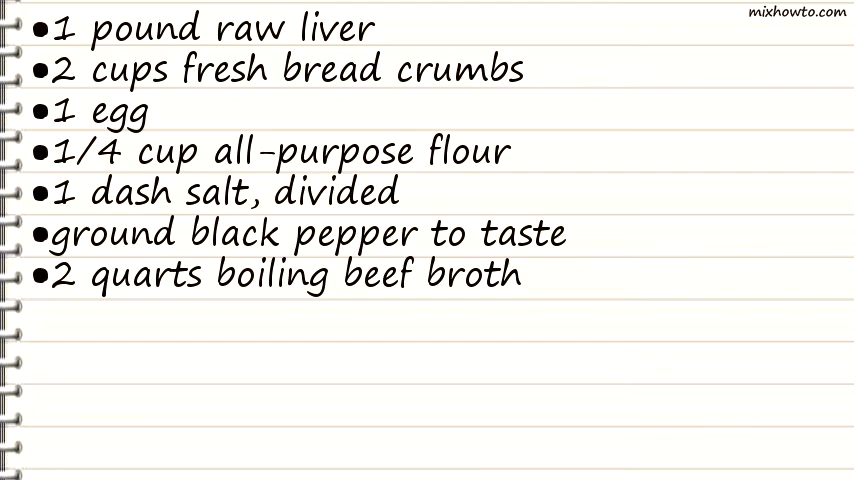 mixhowto.com
•1 pound raw liver
•2 cups fresh bread crumbs
•1 egg
•1/4 cup all-purpose flour
•1 dash salt, divided
•ground black pepper to taste
•2 quarts boiling beef broth